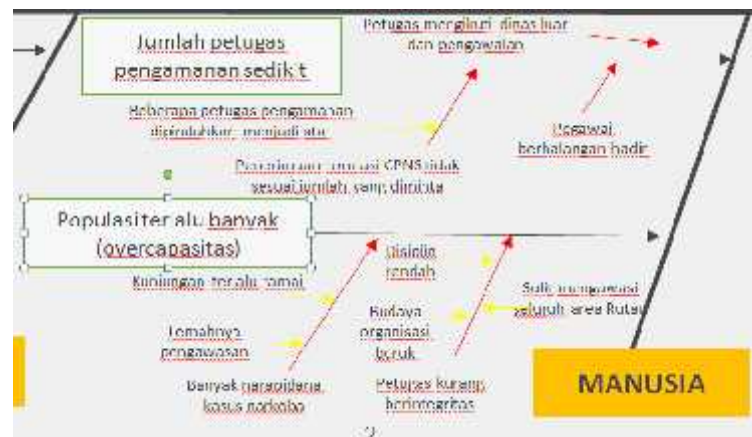 Petugas mengikuti dinas luar
dan pengawalan
Jumlah petugas
pengamanan sedikit
Beberapa petugas pengamanan
dipindahkan menjadi staf
Pegawai
berhalangan hadir
Penerimaan formasi CPNS tidak
sesuai jumlah yang diminta
Populasi terlalu banyak
(overcapasitas)
Disiplin
rendah
Kunjungan terlalu ramai
Sulit mengawasi
seluruh area Rutan
Budaya
organisasi
buruk
Lemahnya
pengawasan
Banyak narapidana
kasus narkoba
Petugas kurang
berintegritas
MANUSIA